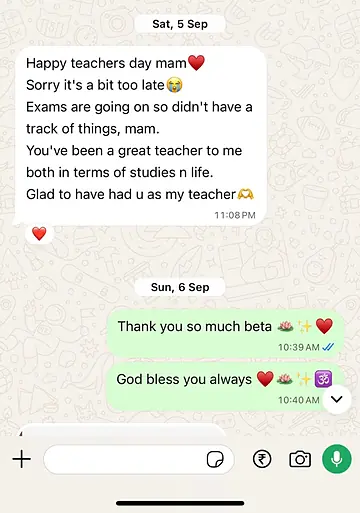 Sat, 5 Sep
Happy teachers day mam♥️
Sorry it's a bit too late😭
Exams are going on so didn't have a
track of things, mam.
You've been a great teacher to me
both in terms of studies n life.
Glad to have had u as my teacher🫶
11:08 PM
❤️
Sun, 6 Sep
Thank you so much beta 🪷✨♥️
10:39 AM
God bless you always ♥️🪷✨🕉️
10:40 AM
₹